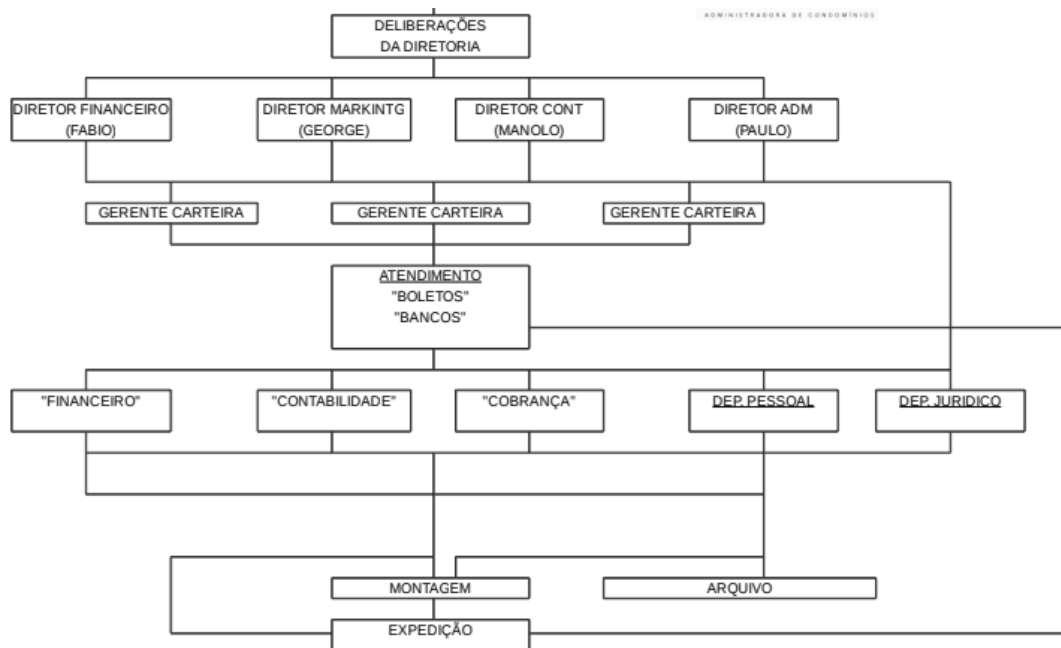 ADMINISTRADORA DE CONDOMÍNIOS
DELIBERAÇÕES
DA DIRETORIA
DIRETOR FINANCEIRO
(FABIO)
DIRETOR MARKINTG
(GEORGE)
DIRETOR CONT
(MANOLO)
DIRETOR ADM
(PAULO)
GERENTE CARTEIRA
GERENTE CARTEIRA
GERENTE CARTEIRA
ATENDIMENTO
"BOLETOS"
"BANCOS"
"FINANCEIRO"
"CONTABILIDADE"
"COBRANÇA"
DEP. PESSOAL
DEP. JURIDICO
MONTAGEM
ARQUIVO
EXPEDIÇÃO